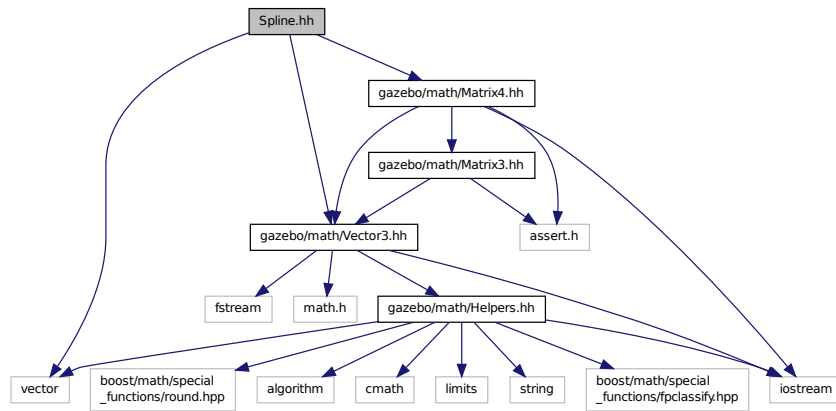 Spline.hh
gazebo/math/Matrix4.hh
gazebo/math/Matrix3.hh
gazebo/math/Vector3.hh
assert.h
fstream
math.h
gazebo/math/Helpers.hh
vector
boost/math/special
_functions/round.hpp
algorithm
cmath
limits
string
boost/math/special
_functions/fpclassify.hpp
iostream